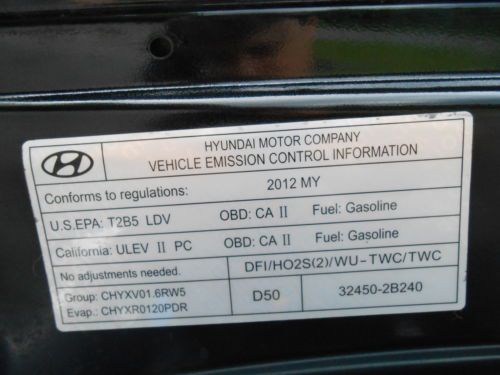 HYUNDAI MOTOR COMPANY
VEHICLE EMISSION CONTROL INFORMATION
Conforms to regulations: 2012 MY
U.S.EPA: T2B5 LDV OBD: CA II Fuel: Gasoline
California: ULEV II PC OBD: CA II Fuel: Gasoline
No adjustments needed. DFI/HO2S(2)/WU-TWC/TWC
Group: CHYXV01.6RW5 D50 32450-2B240
Evap.: CHYXR0120PDR